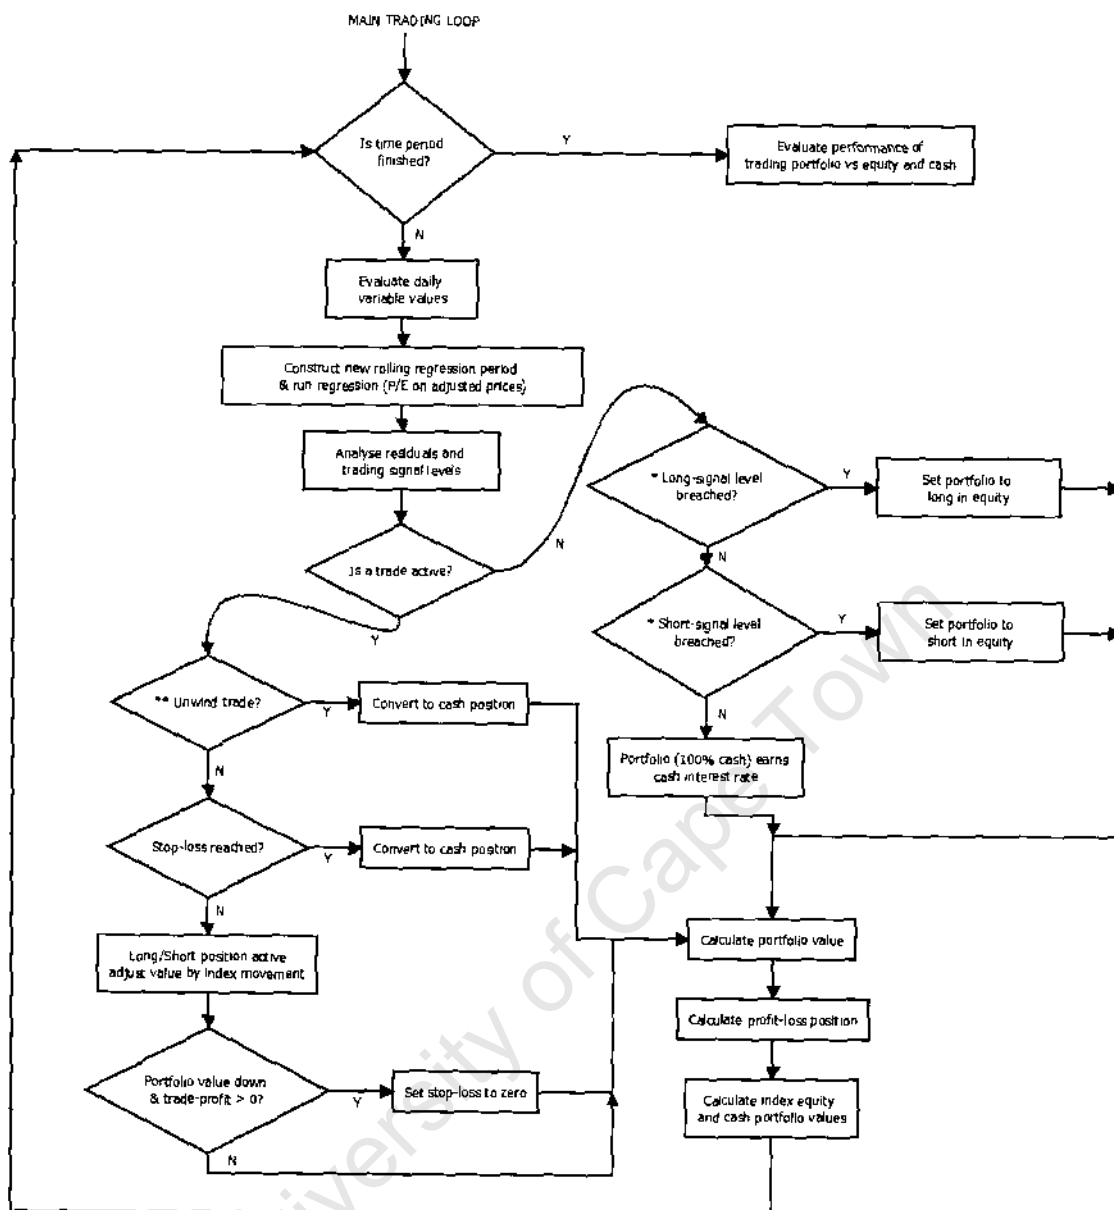 MAIN TRADING LOOP
Is time period
finished?
Y
Evaluate performance of
trading portfolio vs equity and cash
N
Evaluate daily
variable values
Construct new rolling regression period
& run regression (P/E on adjusted prices)
Analyse residuals and
trading signal levels
Is a trade active?
N
Y
* Long-signal level
breached?
Y
Set portfolio to
long in equity
N
* Short-signal level
breached?
Y
Set portfolio to
short in equity
N
Portfolio (100% cash) earns
cash interest rate
** Unwind trade?
Y
Convert to cash position
N
Stop-loss reached?
Y
Convert to cash position
N
Long/Short position active
adjust value by index movement
Portfolio value down
& trade-profit > 0?
Y
Set stop-loss to zero
N
Calculate portfolio value
Calculate profit-loss position
Calculate index equity
and cash portfolio values
versity of Cape Town